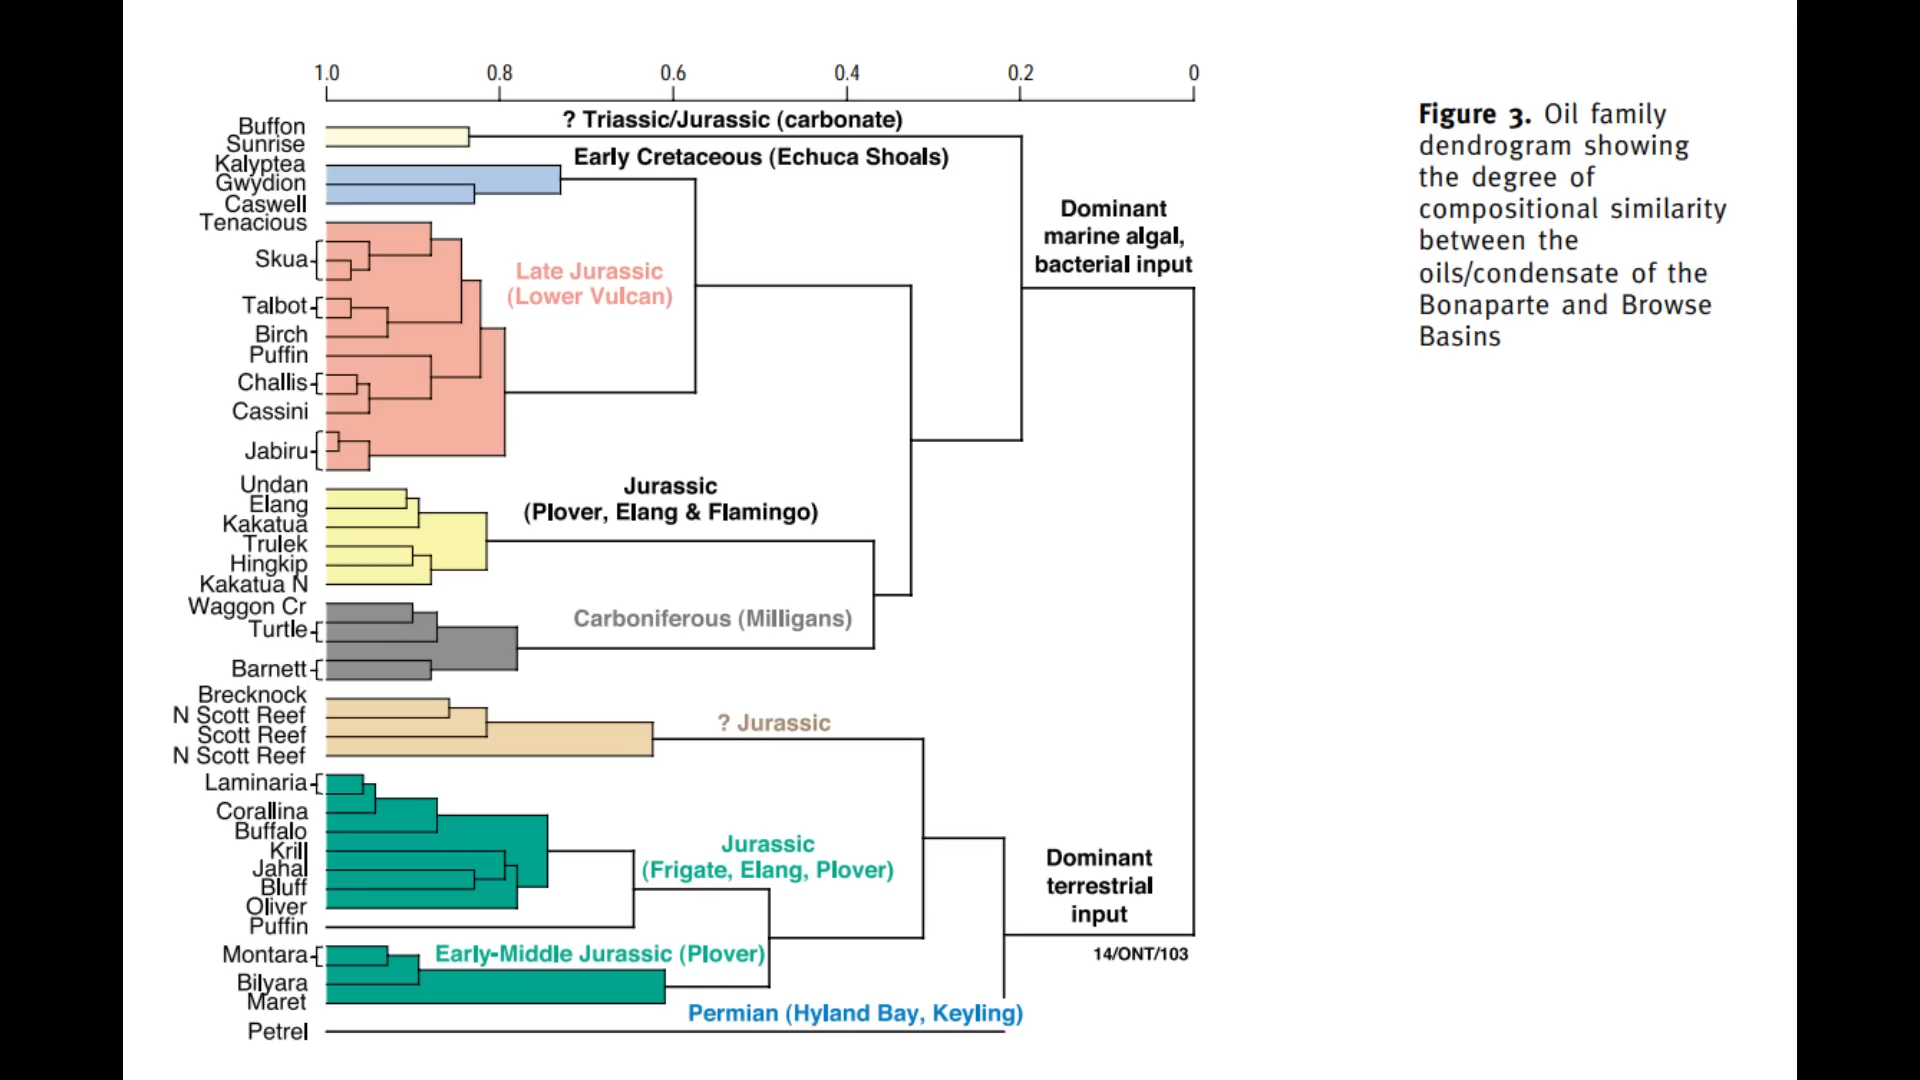 1.0 0.8 0.6 0.4 0.2 0
Buffon
Sunrise
Kalyptea
Gwydion
Caswell
Tenacious
Skua
Talbot
Birch
Puffin
Challis
Cassini
Jabiru
Undan
Elang
Kakatua
Trulek
Hingkip
Kakatua N
Waggon Cr
Turtle
Barnett
Brecknock
N Scott Reef
Scott Reef
N Scott Reef
Laminaria
Corallina
Buffalo
Krill
Jahal
Bluff
Oliver
Puffin
Montara
Bilyara
Maret
Petrel
? Triassic/Jurassic (carbonate)
Early Cretaceous (Echuca Shoals)
Late Jurassic
(Lower Vulcan)
Jurassic
(Plover, Elang & Flamingo)
Carboniferous (Milligans)
? Jurassic
Jurassic
(Frigate, Elang, Plover)
Early-Middle Jurassic (Plover)
Permian (Hyland Bay, Keyling)
Dominant
marine algal,
bacterial input
Dominant
terrestrial
input
14/ONT/103
Figure 3. Oil family
dendrogram showing
the degree of
compositional similarity
between the
oils/condensate of the
Bonaparte and Browse
Basins